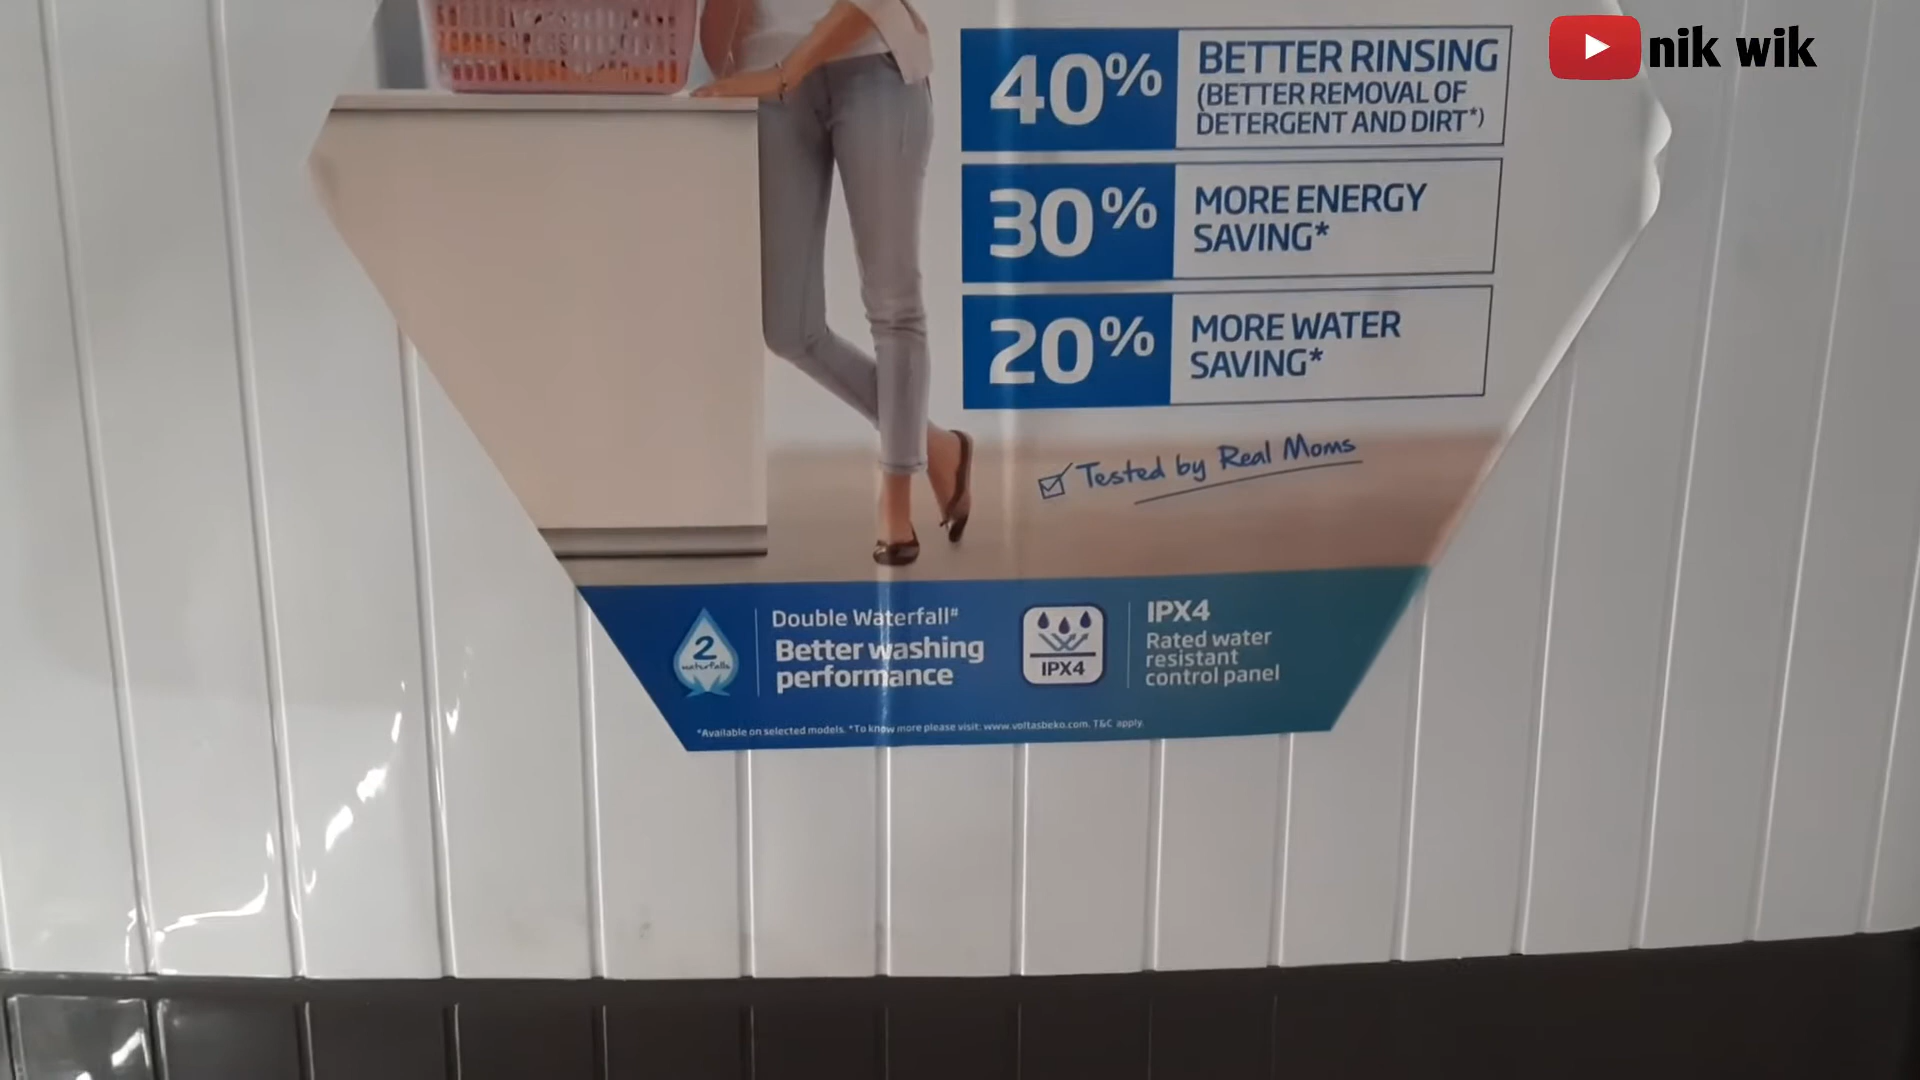 nik wik
40%
BETTER RINSING
(BETTER REMOVAL OF
DETERGENT AND DIRT*)
30%
MORE ENERGY
SAVING*
20%
MORE WATER
SAVING*
Tested by Real Moms
2
waterfalls
Double Waterfall#
Better washing
performance
IPX4
IPX4
Rated water
resistant
control panel
*Available on selected models. *To know more please visit: www.voltasbeko.com. T&C apply.